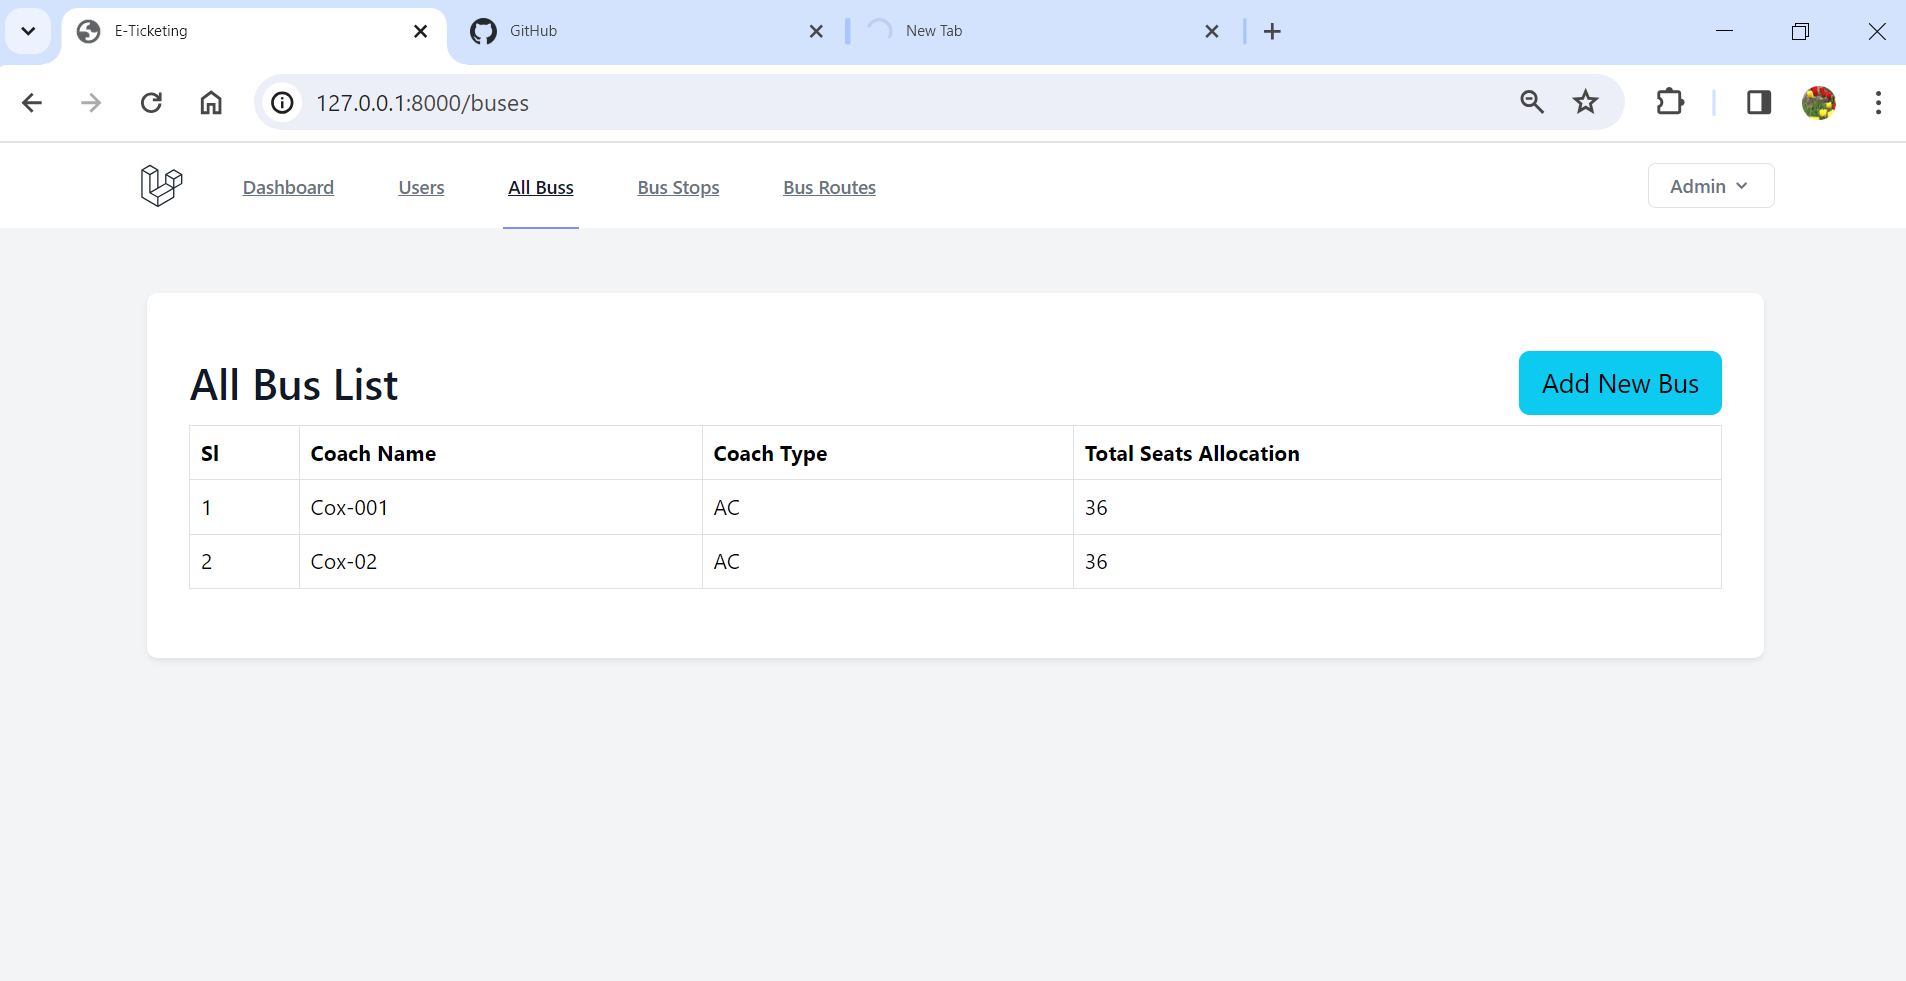 E-Ticketing GitHub New Tab
127.0.0.1:8000/buses
Dashboard Users All Buss Bus Stops Bus Routes Admin
All Bus List Add New Bus
Sl Coach Name Coach Type Total Seats Allocation
1 Cox-001 AC 36
2 Cox-02 AC 36